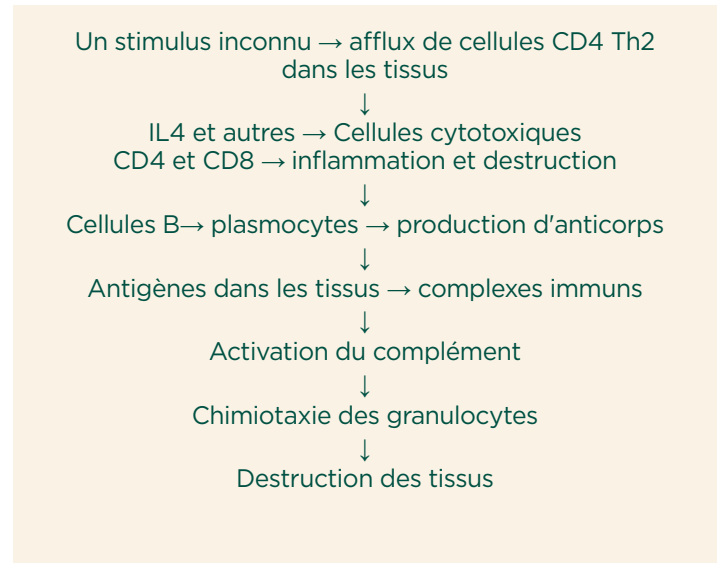 Un stimulus inconnu → afflux de cellules CD4 Th2
dans les tissus
↓
IL4 et autres → Cellules cytotoxiques
CD4 et CD8 → inflammation et destruction
↓
Cellules B→ plasmocytes → production d'anticorps
↓
Antigènes dans les tissus → complexes immuns
↓
Activation du complément
↓
Chimiotaxie des granulocytes
↓
Destruction des tissus